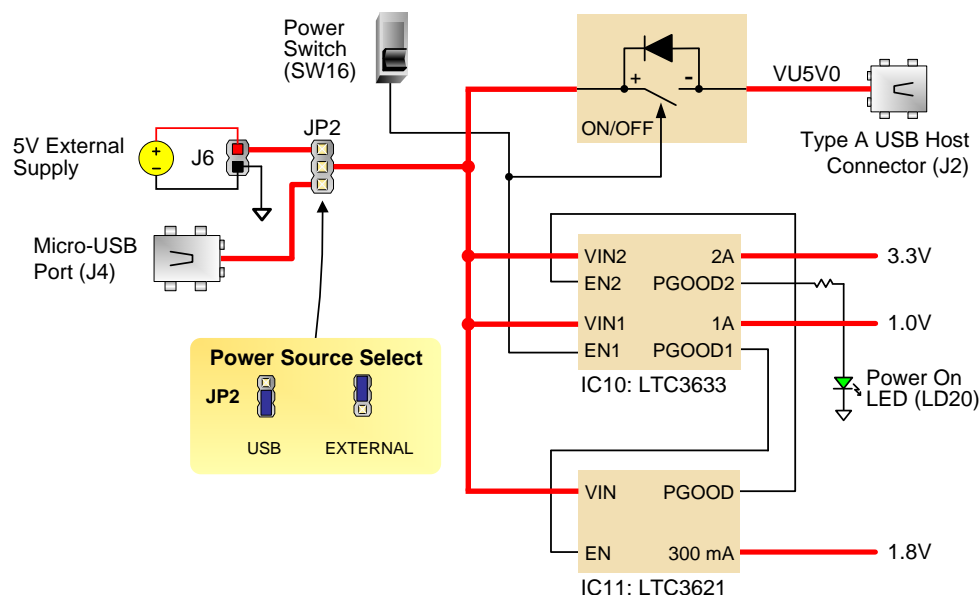 Power
Switch
(SW16)
+
-
ON/OFF
VU5V0
Type A USB Host
Connector (J2)
5V External
Supply
+
−
J6
JP2
Micro-USB
Port (J4)
VIN2
EN2
VIN1
EN1
2A
PGOOD2
1A
PGOOD1
3.3V
1.0V
IC10: LTC3633
Power On
LED (LD20)
Power Source Select
JP2
USB
EXTERNAL
VIN
EN
PGOOD
300 mA
1.8V
IC11: LTC3621